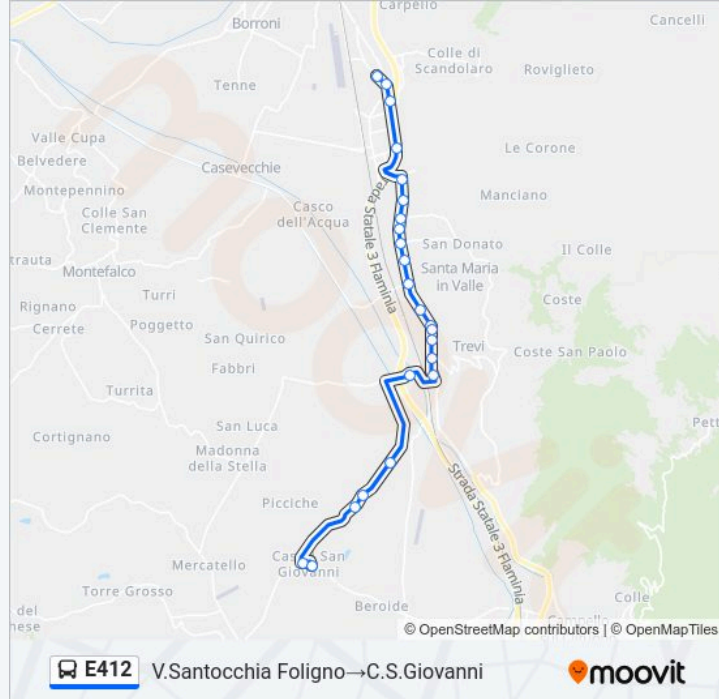 Carpello
Cancelli
Borroni
Colle di
Scandolaro
Roviglieto
Tenne
Valle Cupa
Belvedere
Le Corone
Casevecchie
Montepennino
Manciano
Colle San
Clemente
Casco
dell'Acqua
Strada Statale 3 Flaminia
San Donato
Il Colle
Montefalco
Santa Maria
in Valle
Turri
Coste
Rignano
Cerrete
Poggetto
San Quirico
Trevi
Coste San Paolo
Fabbri
Turrita
San Luca
Cortignano
Madonna
della Stella
Strada Statale 3 Flaminia
Picciche
San
Giovanni
Mercatello
Torre Grosso
Beroide
Colle
del
© OpenStreetMap contributors | © OpenMapTiles
E412 V.Santocchia Foligno→C.S.Giovanni
moovit